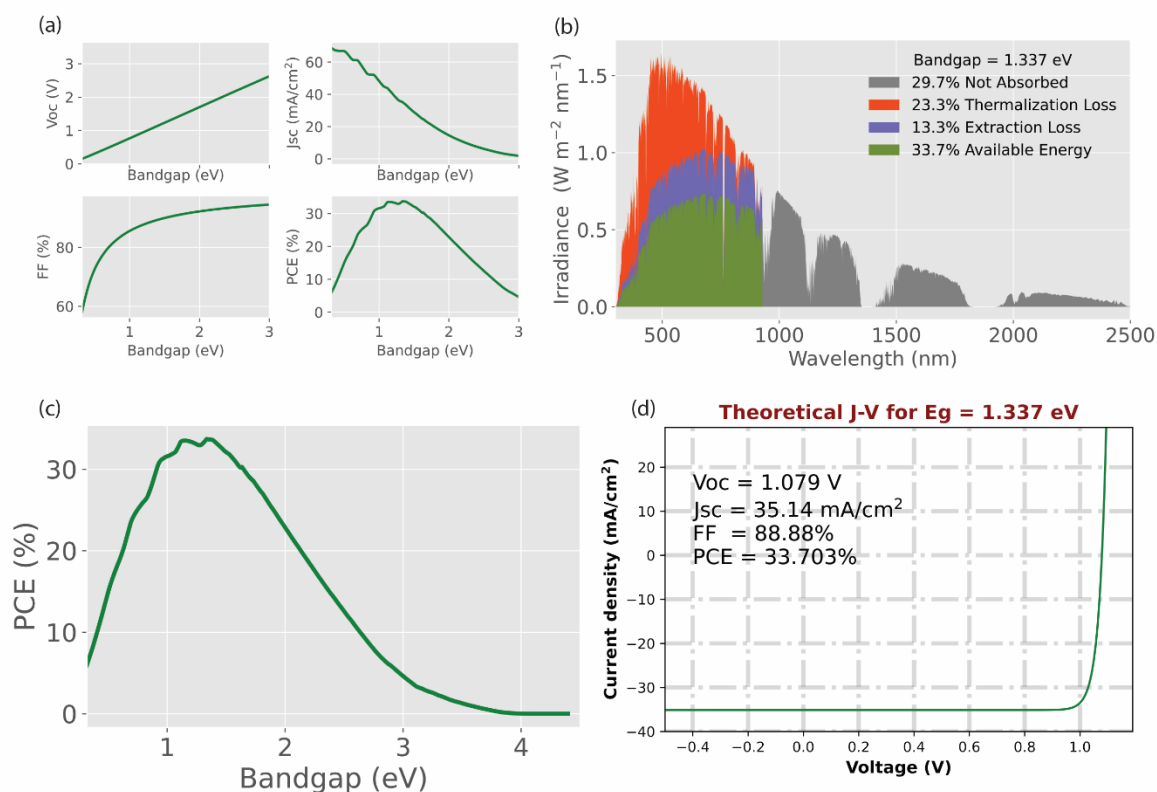 (a)
Voc (V)
3
2
1
0
1
2
3
Bandgap (eV)
Jsc (mA/cm²)
60
40
20
0
1
2
3
Bandgap (eV)
FF (%)
80
60
1
2
3
Bandgap (eV)
PCE (%)
30
20
10
0
1
2
3
Bandgap (eV)
(b)
Irradiance (W m⁻² nm⁻¹)
1.5
1.0
0.5
0.0
Bandgap = 1.337 eV
29.7% Not Absorbed
23.3% Thermalization Loss
13.3% Extraction Loss
33.7% Available Energy
500
1000
1500
2000
2500
Wavelength (nm)
(c)
PCE (%)
30
20
10
0
1
2
3
4
Bandgap (eV)
(d)
Theoretical J-V for Eg = 1.337 eV
Current density (mA/cm²)
20
10
0
−10
−20
−30
−40
Voc = 1.079 V
Jsc = 35.14 mA/cm²
FF = 88.88%
PCE = 33.703%
−0.4
−0.2
0.0
0.2
0.4
0.6
0.8
1.0
Voltage (V)